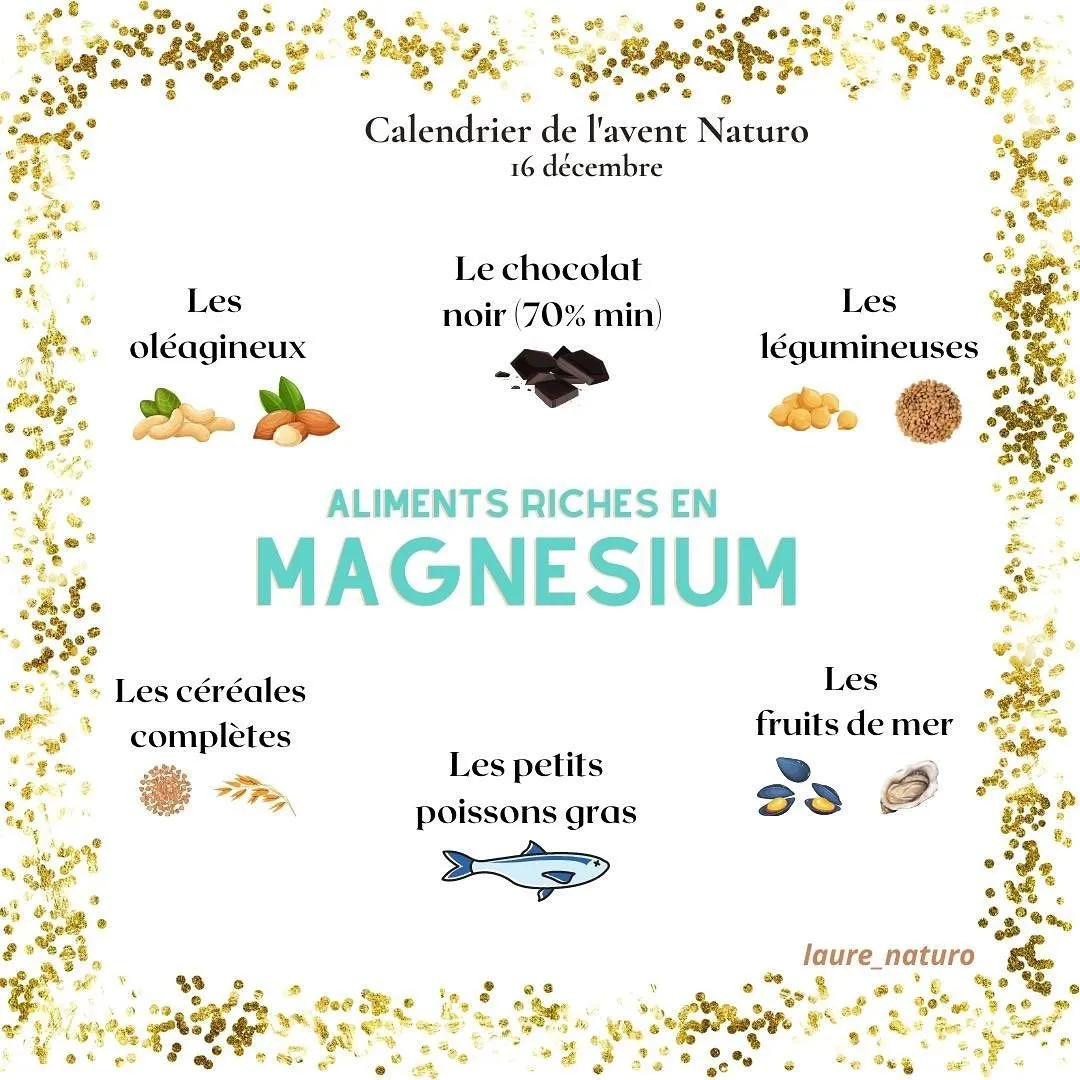 Calendrier de l'avent Naturo
16 décembre
Le chocolat
noir (70% min)
Les
oléagineux
Les
légumineuses
ALIMENTS RICHES EN
MAGNESIUM
Les céréales
complètes
Les petits
poissons gras
Les
fruits de mer
laure_naturo